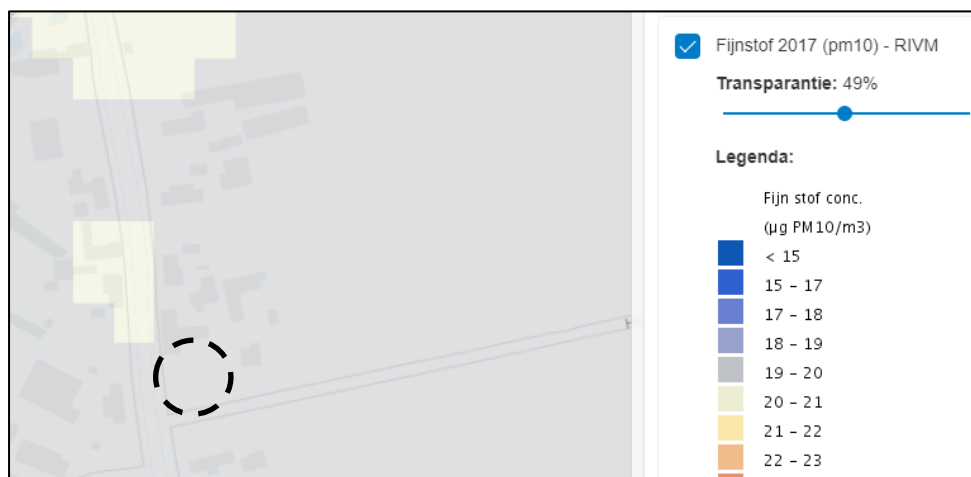 Fijnstof 2017 (pm10) - RIVM
Transparantie: 49%
Legenda:
Fijn stof conc.
(µg PM10/m3)
< 15
15 – 17
17 – 18
18 – 19
19 – 20
20 – 21
21 – 22
22 – 23